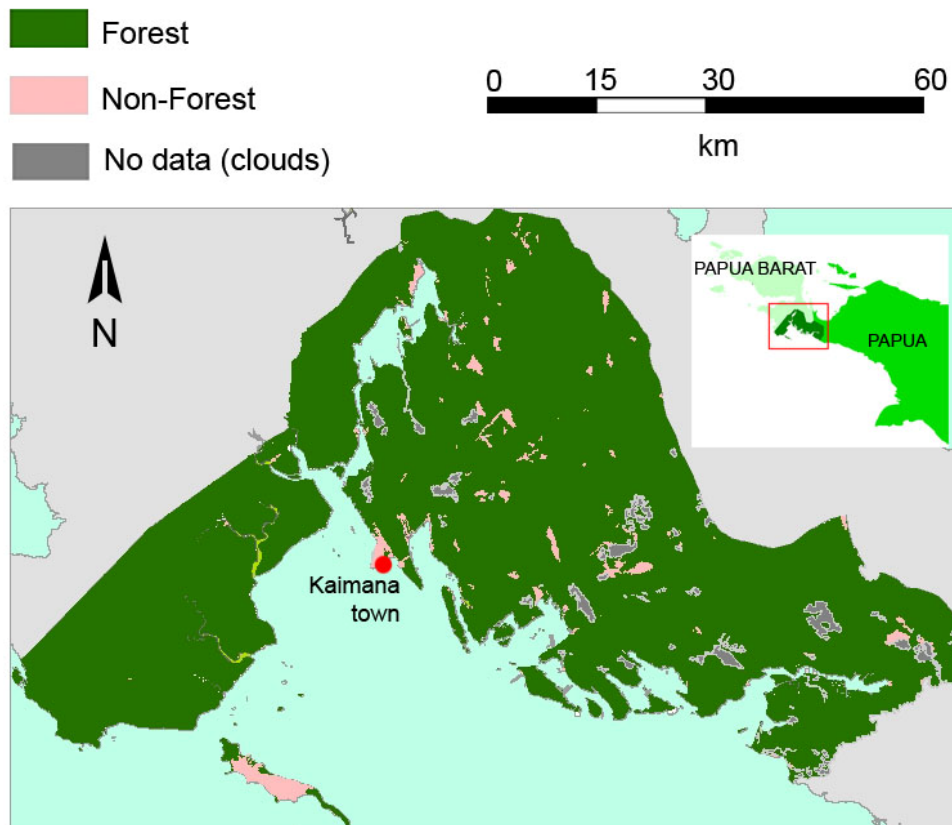 Forest
Non-Forest
No data (clouds)
0 15 30 60
km
N
PAPUA BARAT
PAPUA
Kaimana
town